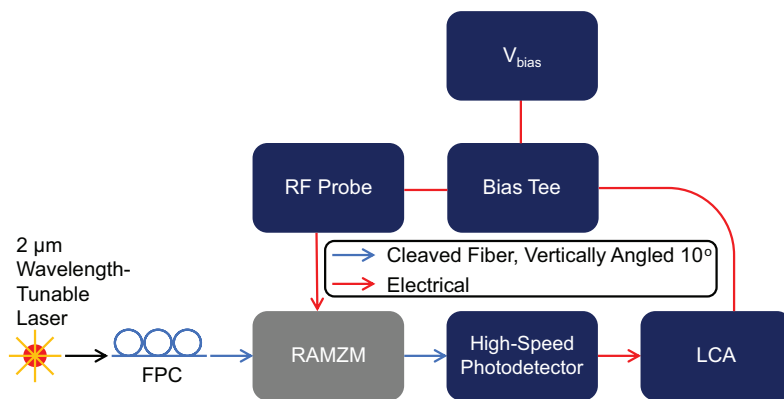 V_bias
RF Probe
Bias Tee
2 μm
Wavelength-
Tunable
Laser
Cleaved Fiber, Vertically Angled 10°
Electrical
FPC
RAMZM
High-Speed
Photodetector
LCA